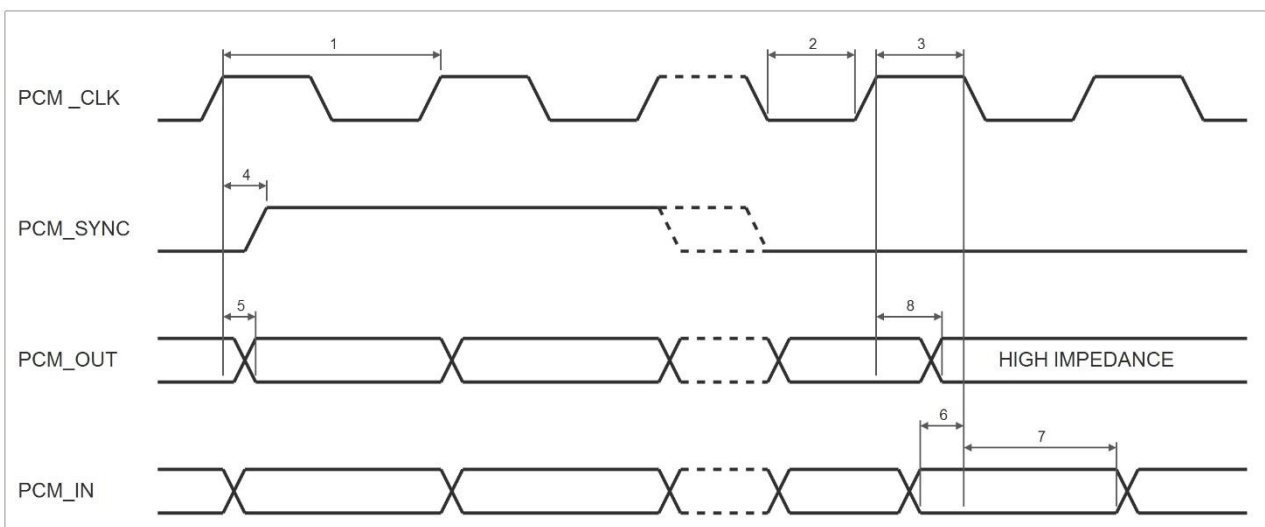 1
2
3
PCM _CLK
4
PCM_SYNC
5
8
PCM_OUT
HIGH IMPEDANCE
6
7
PCM_IN